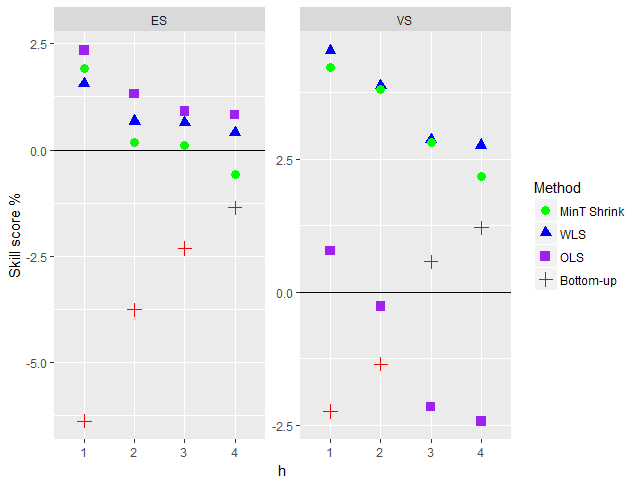 ES
VS
2.5
0.0
-2.5
-5.0
2.5
0.0
-2.5
1 2 3 4
1 2 3 4
h
Skill score %
Method
MinT Shrink
WLS
OLS
Bottom-up